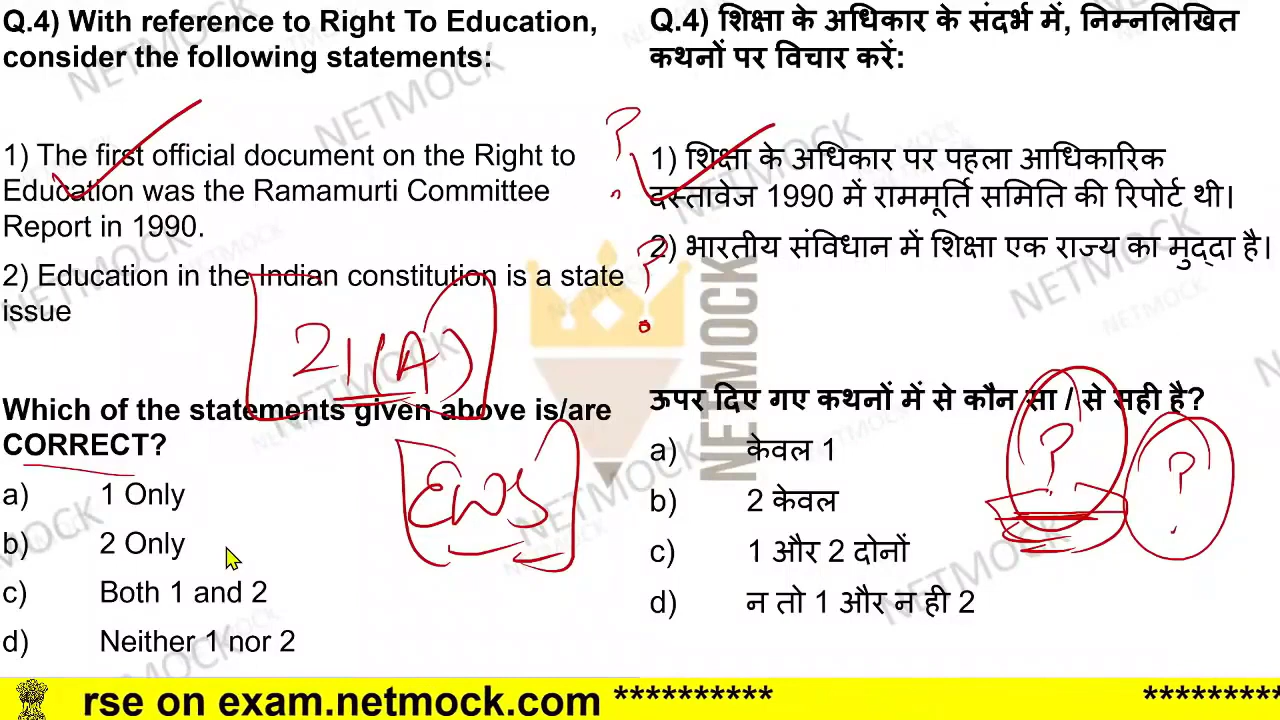 Q.4) With reference to Right To Education,
consider the following statements:
1) The first official document on the Right to
Education was the Ramamurti Committee
Report in 1990.
2) Education in the Indian constitution is a state
issue
21(A)
Which of the statements given above is/are
CORRECT?
EWS
a) 1 Only
b) 2 Only
c) Both 1 and 2
d) Neither 1 nor 2
Q.4) शिक्षा के अधिकार के संदर्भ में, निम्नलिखित
कथनों पर विचार करें:
?
1) शिक्षा के अधिकार पर पहला आधिकारिक
दस्तावेज 1990 में राममूर्ति समिति की रिपोर्ट थी।
2) भारतीय संविधान में शिक्षा एक राज्य का मुद्दा है।
?
ऊपर दिए गए कथनों में से कौन सा / से सही है?
? ?
a) केवल 1
b) 2 केवल
c) 1 और 2 दोनों
d) न तो 1 और न ही 2
NETMOCK
rse on exam.netmock.com ********** *********